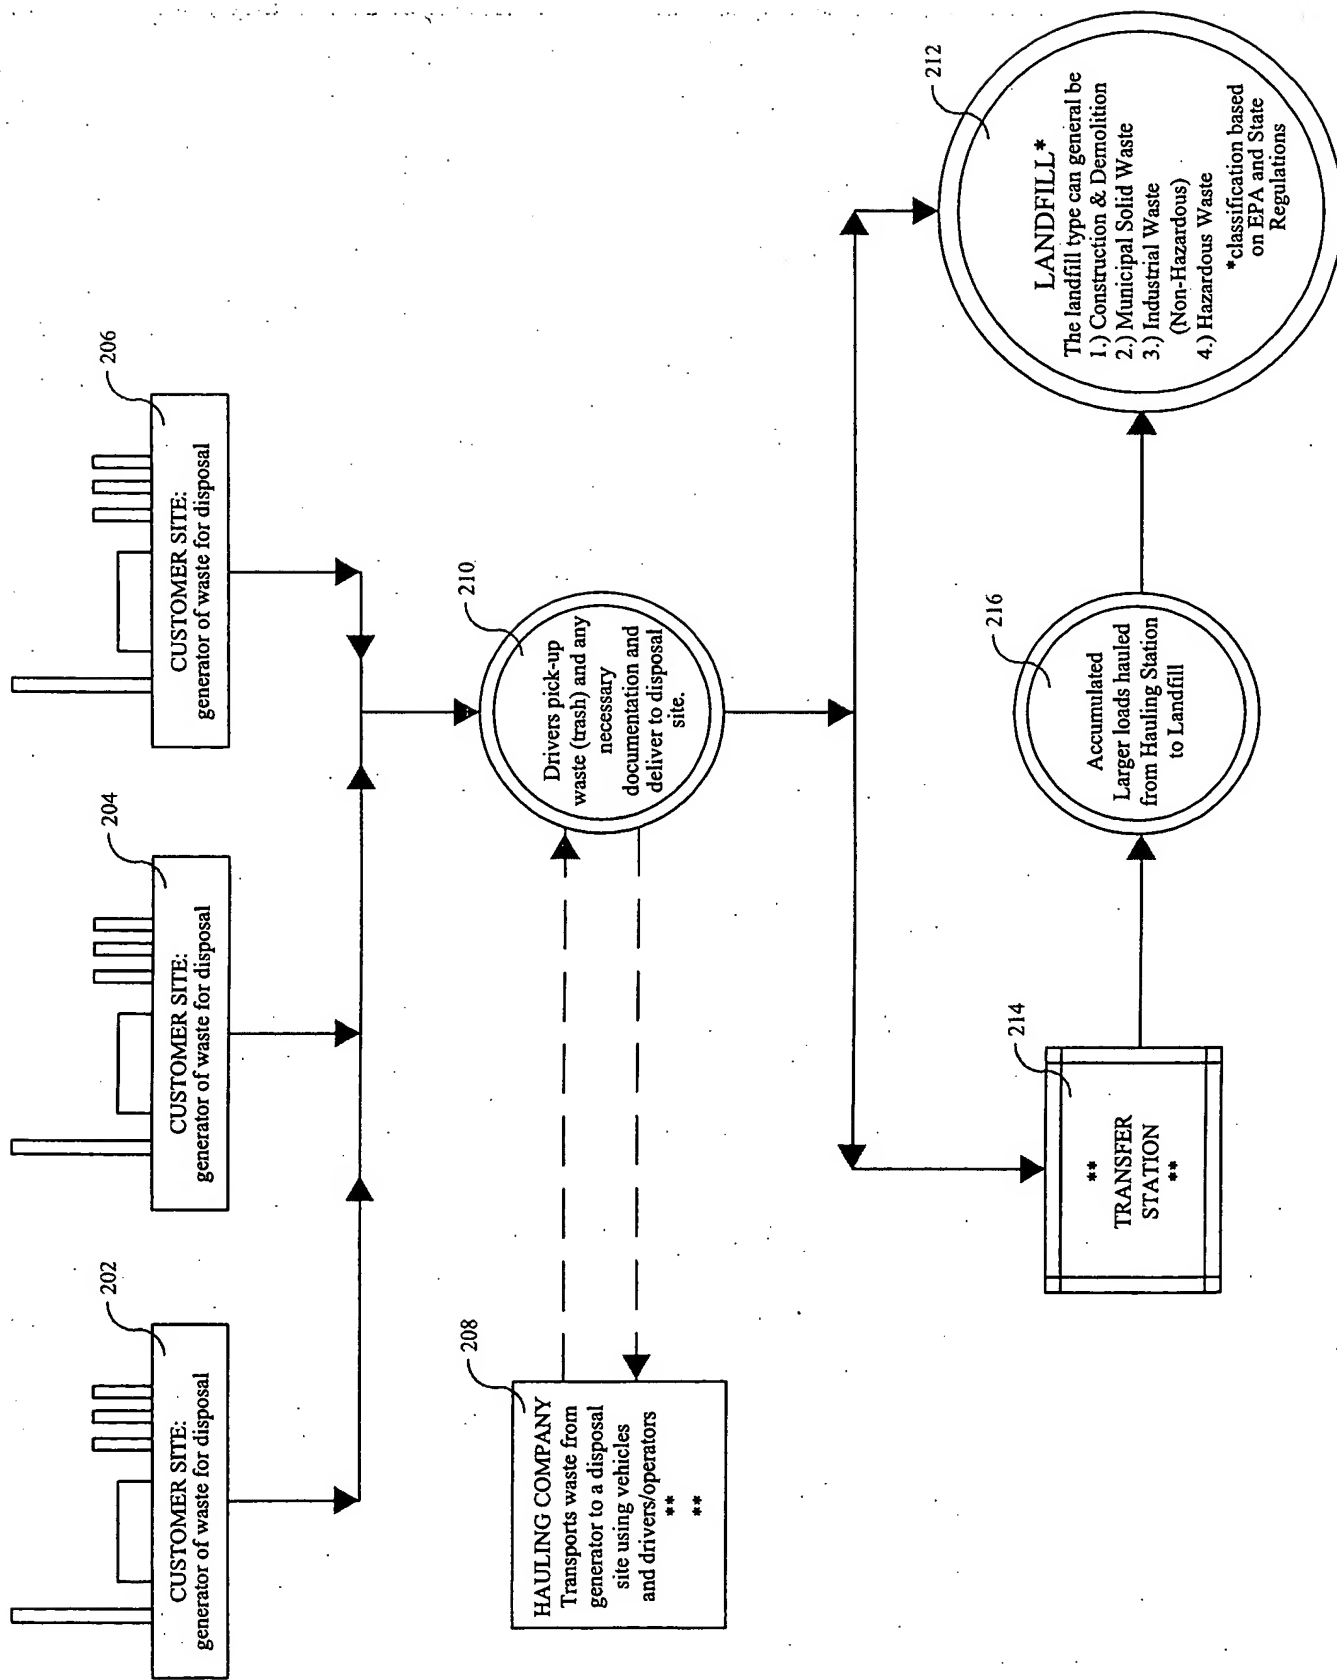 202
CUSTOMER SITE:
generator of waste for disposal
204
CUSTOMER SITE:
generator of waste for disposal
206
CUSTOMER SITE:
generator of waste for disposal
208
HAULING COMPANY
Transports waste from
generator to a disposal
site using vehicles
and drivers/operators
**
**
210
Drivers pick-up
waste (trash) and any
necessary
documentation and
deliver to disposal
site.
214
**
TRANSFER
STATION
**
216
Accumulated
Larger loads hauled
from Hauling Station
to Landfill
212
LANDFILL*
The landfill type can general be
1.) Construction & Demolition
2.) Municipal Solid Waste
3.) Industrial Waste
(Non-Hazardous)
4.) Hazardous Waste
*classification based
on EPA and State
Regulations